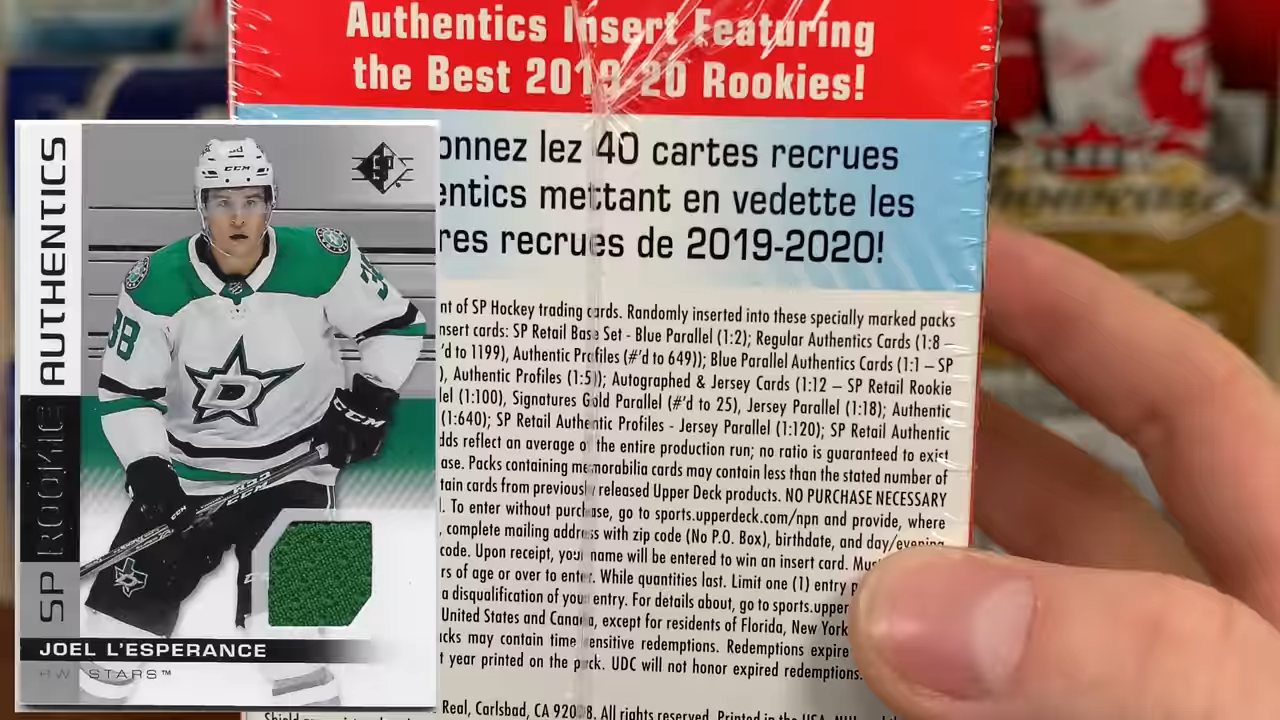 Authentics Insert Featuring
the Best 2019-20 Rookies!
onnez lez 40 cartes recrues
entics mettant en vedette les
res recrues de 2019-2020!
nt of SP Hockey trading cards. Randomly inserted into these specially marked packs
nsert cards: SP Retail Base Set - Blue Parallel (1:2); Regular Authentics Cards (1:8 –
'd to 1199), Authentic Profiles (#'d to 649)); Blue Parallel Authentics Cards (1:1 – SP
), Authentic Profiles (1:5)); Autographed & Jersey Cards (1:12 – SP Retail Rookie
lel (1:100), Signatures Gold Parallel (#'d to 25), Jersey Parallel (1:18); Authentic
(1:640); SP Retail Authentic Profiles - Jersey Parallel (1:120); SP Retail Authentic
dds reflect an average of the entire production run; no ratio is guaranteed to exist
ase. Packs containing memorabilia cards may contain less than the stated number of
tain cards from previously released Upper Deck products. NO PURCHASE NECESSARY
. To enter without purchase, go to sports.upperdeck.com/npn and provide, where
, complete mailing address with zip code (No P.O. Box), birthdate, and day/evening
code. Upon receipt, your name will be entered to win an insert card. Mus
rs of age or over to enter. While quantities last. Limit one (1) entry p
a disqualification of your entry. For details about, go to sports.upper
United States and Canada, except for residents of Florida, New York
cks may contain time sensitive redemptions. Redemptions expire
t year printed on the pack. UDC will not honor expired redemptions.
Real, Carlsbad, CA 92008. All rights reserved. Printed in the USA.
SP ROOKIE AUTHENTICS
SP
CCM
38
38
D
CCM
CCM
JOEL L'ESPERANCE
RW STARS™